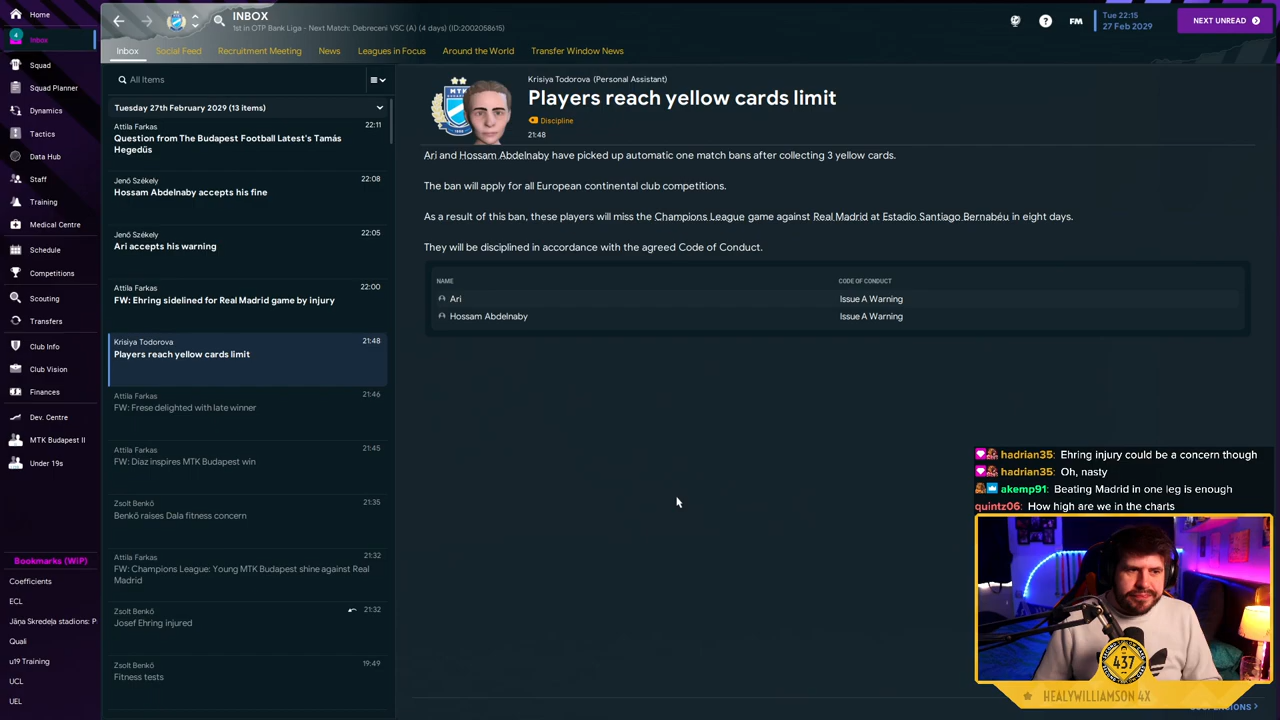 Home
4
Inbox
Squad
Squad Planner
Dynamics
Tactics
Data Hub
Staff
Training
Medical Centre
Schedule
Competitions
Scouting
Transfers
Club Info
Club Vision
Finances
Dev. Centre
MTK Budapest II
Under 19s
Bookmarks (WiP)
Coefficients
ECL
Jāņa Skredeļa stadions: P
Quali
u19 Training
UCL
UEL
INBOX
1st in OTP Bank Liga - Next Match: Debreceni VSC (A) (4 days) (ID:2002058615)
FM
Tue 22:15
27 Feb 2029
NEXT UNREAD
Inbox
Social Feed
Recruitment Meeting
News
Leagues in Focus
Around the World
Transfer Window News
All Items
Tuesday 27th February 2029 (13 items)
Attila Farkas 22:11
Question from The Budapest Football Latest's Tamás
Hegedűs
Jenő Székely 22:08
Hossam Abdelnaby accepts his fine
Jenő Székely 22:05
Ari accepts his warning
Attila Farkas 22:00
FW: Ehring sidelined for Real Madrid game by injury
Krisiya Todorova 21:48
Players reach yellow cards limit
Attila Farkas 21:46
FW: Frese delighted with late winner
Attila Farkas 21:45
FW: Diaz inspires MTK Budapest win
Zsolt Benkő 21:35
Benkő raises Dala fitness concern
Attila Farkas 21:32
FW: Champions League: Young MTK Budapest shine against Real
Madrid
Zsolt Benkő 21:32
Josef Ehring injured
Zsolt Benkő 19:49
Fitness tests
MTK
Krisiya Todorova (Personal Assistant)
Players reach yellow cards limit
Discipline
21:48
Ari and Hossam Abdelnaby have picked up automatic one match bans after collecting 3 yellow cards.
The ban will apply for all European continental club competitions.
As a result of this ban, these players will miss the Champions League game against Real Madrid at Estadio Santiago Bernabéu in eight days.
They will be disciplined in accordance with the agreed Code of Conduct.
NAME CODE OF CONDUCT
Ari Issue A Warning
Hossam Abdelnaby Issue A Warning
hadrian35: Ehring injury could be a concern though
hadrian35: Oh, nasty
akemp91: Beating Madrid in one leg is enough
quintz06: How high are we in the charts
437
HEALYWILLIAMSON 4X